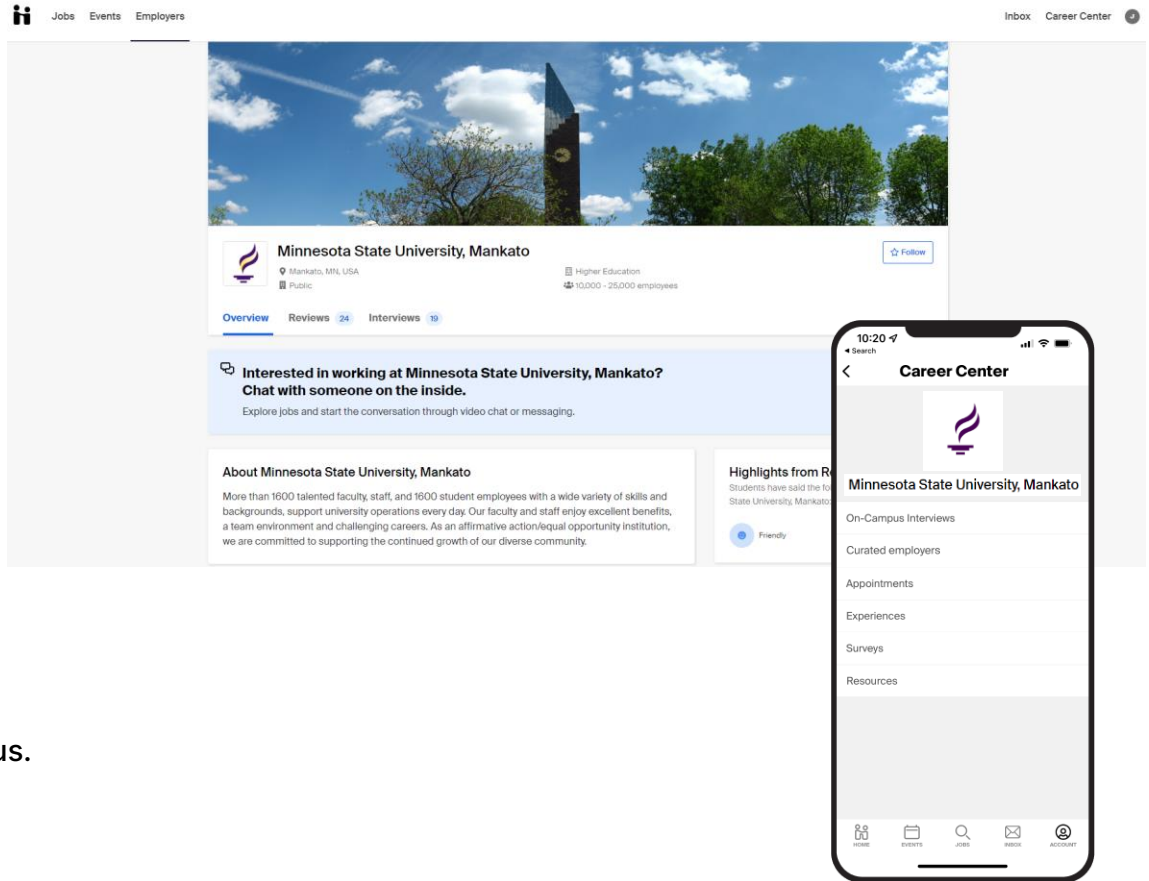 Jobs Events Employers
Inbox Career Center
Minnesota State University, Mankato
Follow
Mankato, MN, USA
Higher Education
Public
10,000 - 25,000 employees
Overview Reviews 24 Interviews 19
Interested in working at Minnesota State University, Mankato?
Chat with someone on the inside.
Explore jobs and start the conversation through video chat or messaging.
About Minnesota State University, Mankato
More than 1600 talented faculty, staff, and 1600 student employees with a wide variety of skills and
backgrounds, support university operations every day. Our faculty and staff enjoy excellent benefits,
a team environment and challenging careers. As an affirmative action/equal opportunity institution,
we are committed to supporting the continued growth of our diverse community.
Highlights from R
Students have said the fo
State University, Mankato:
Friendly
10:20
Search
Career Center
Minnesota State University, Mankato
On-Campus Interviews
Curated employers
Appointments
Experiences
Surveys
Resources
HOME EVENTS JOBS INBOX ACCOUNT
us.